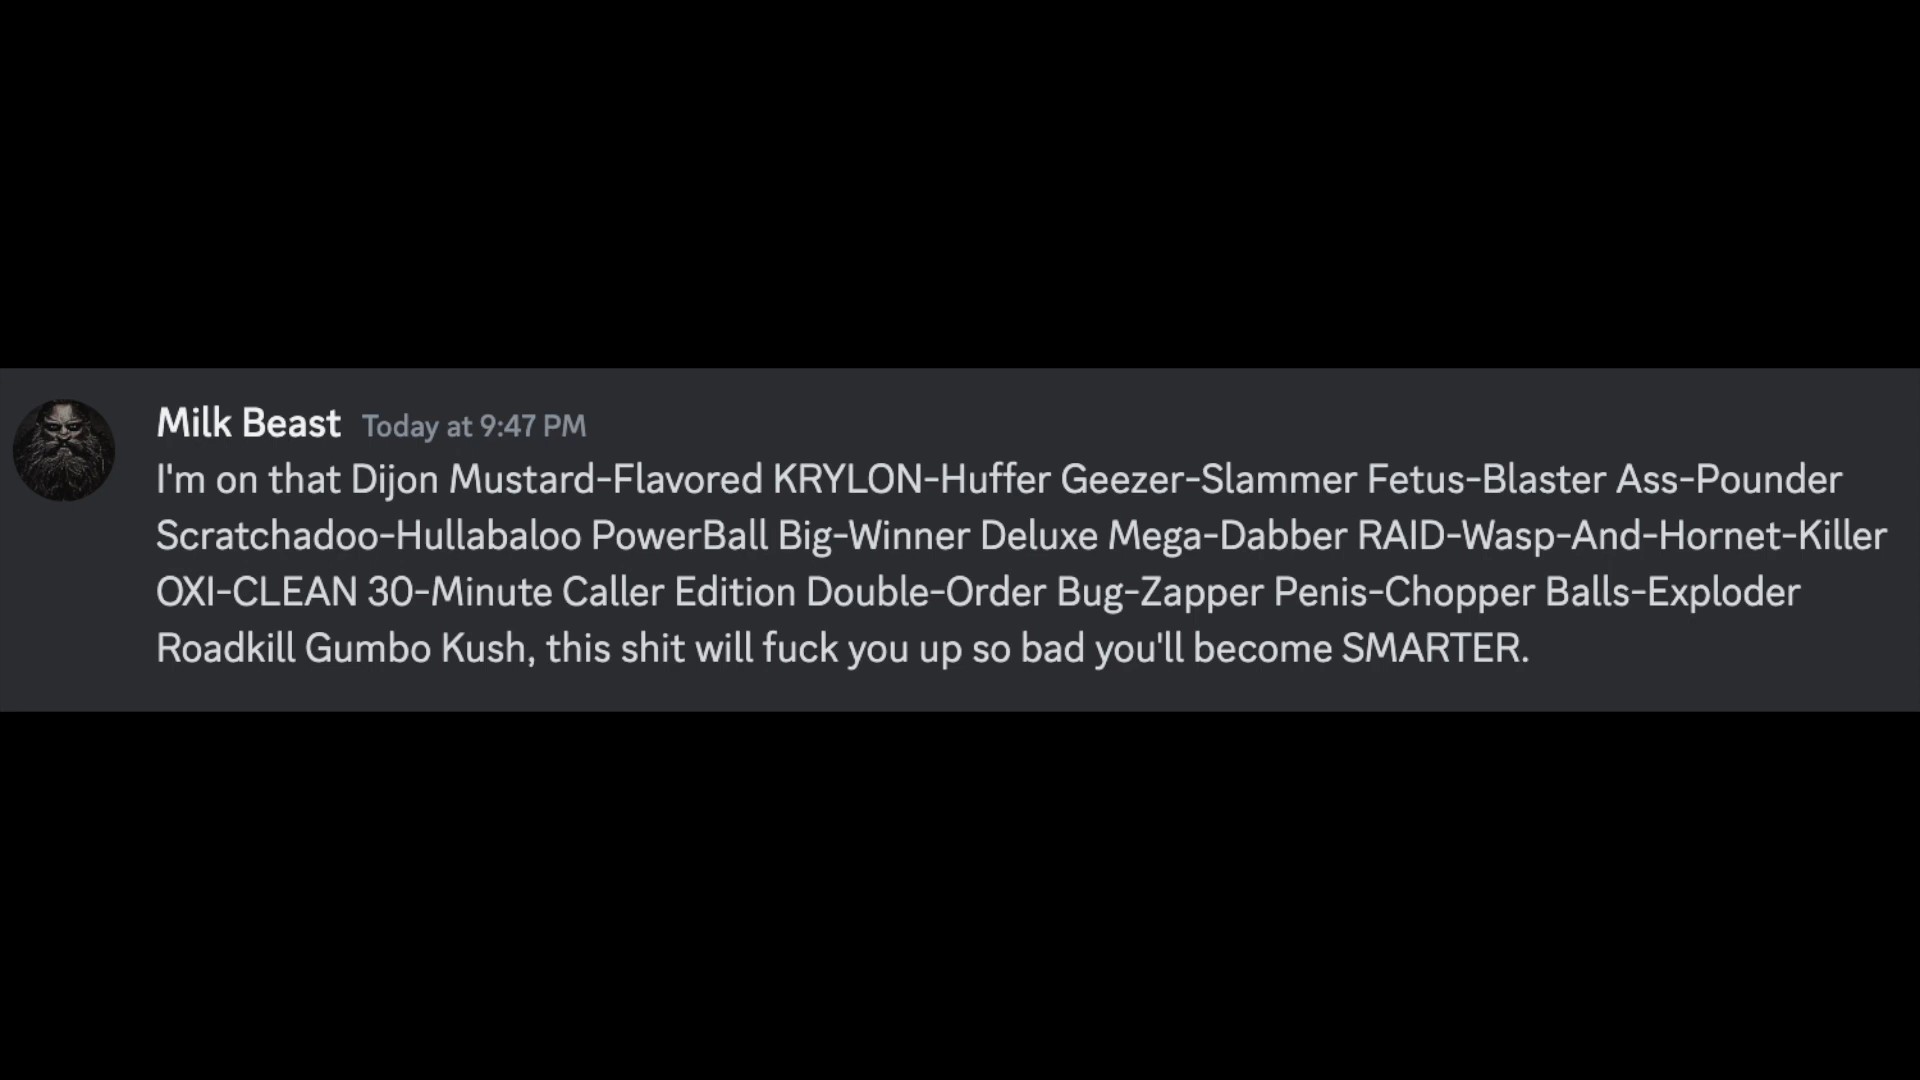 Milk Beast Today at 9:47 PM
I'm on that Dijon Mustard-Flavored KRYLON-Huffer Geezer-Slammer Fetus-Blaster Ass-Pounder
Scratchadoo-Hullabaloo PowerBall Big-Winner Deluxe Mega-Dabber RAID-Wasp-And-Hornet-Killer
OXI-CLEAN 30-Minute Caller Edition Double-Order Bug-Zapper Penis-Chopper Balls-Exploder
Roadkill Gumbo Kush, this shit will fuck you up so bad you'll become SMARTER.